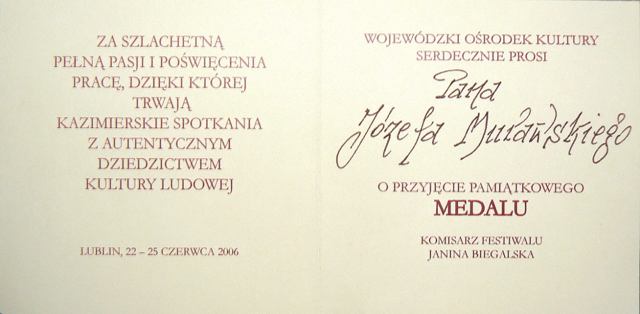 ZA SZLACHETNĄ
PEŁNĄ PASJI I POŚWIĘCENIA
PRACĘ, DZIĘKI KTÓREJ
TRWAJĄ
KAZIMIERSKIE SPOTKANIA
Z AUTENTYCZNYM
DZIEDZICTWEM
KULTURY LUDOWEJ
LUBLIN, 22 – 25 CZERWCA 2006
WOJEWÓDZKI OŚRODEK KULTURY
SERDECZNIE PROSI
Pana
Józefa Murawskiego
O PRZYJĘCIE PAMIĄTKOWEGO
MEDALU
KOMISARZ FESTIWALU
JANINA BIEGALSKA